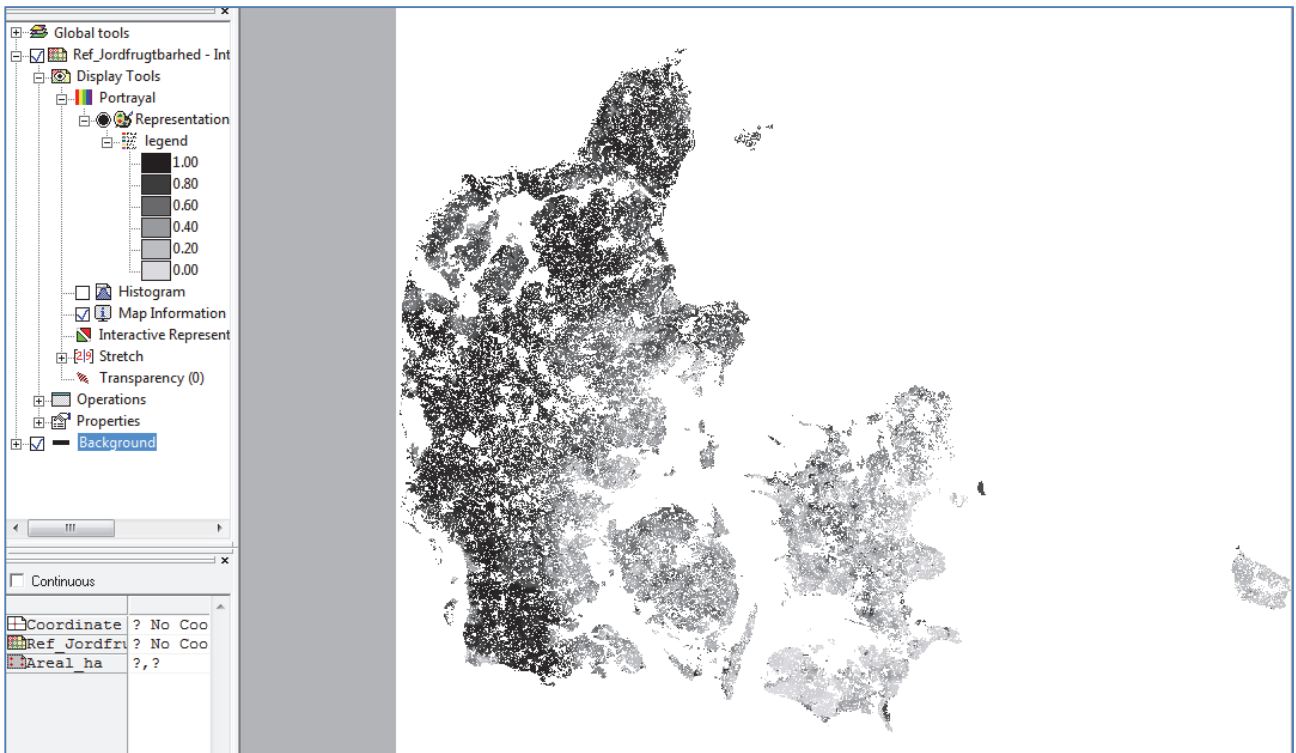 Global tools
Ref_Jordfrugtbarhed - Int
Display Tools
Portrayal
Representation
legend
1.00
0.80
0.60
0.40
0.20
0.00
Histogram
Map Information
Interactive Represent
Stretch
Transparency (0)
Operations
Properties
Background
Continuous
Coordinate ? No Coo
Ref_Jordfru ? No Coo
Areal_ha ?,?